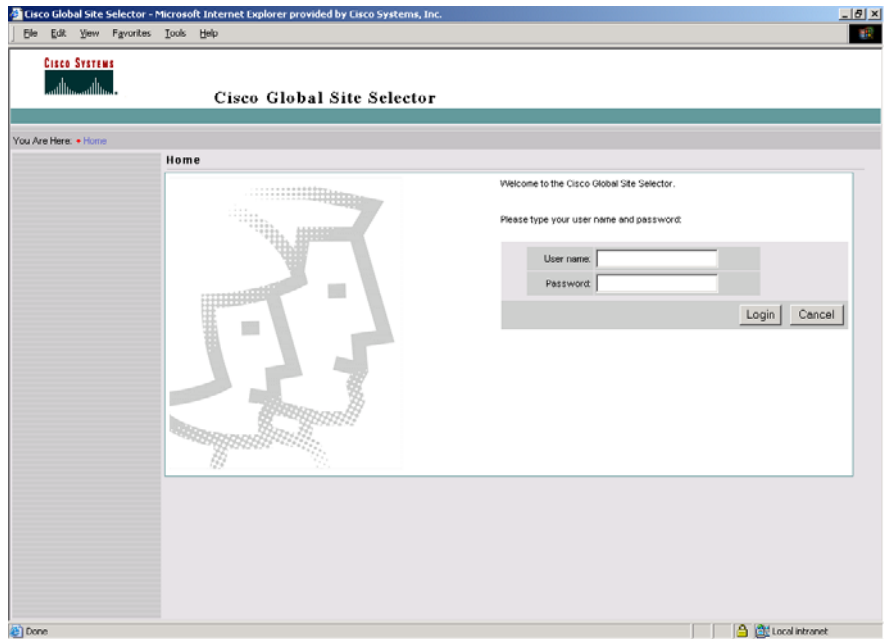 Cisco Global Site Selector - Microsoft Internet Explorer provided by Cisco Systems, Inc.
File Edit View Favorites Tools Help
CISCO SYSTEMS
Cisco Global Site Selector
You Are Here: • Home
Home
Welcome to the Cisco Global Site Selector.
Please type your user name and password:
User name:
Password:
Login Cancel
Done Local intranet